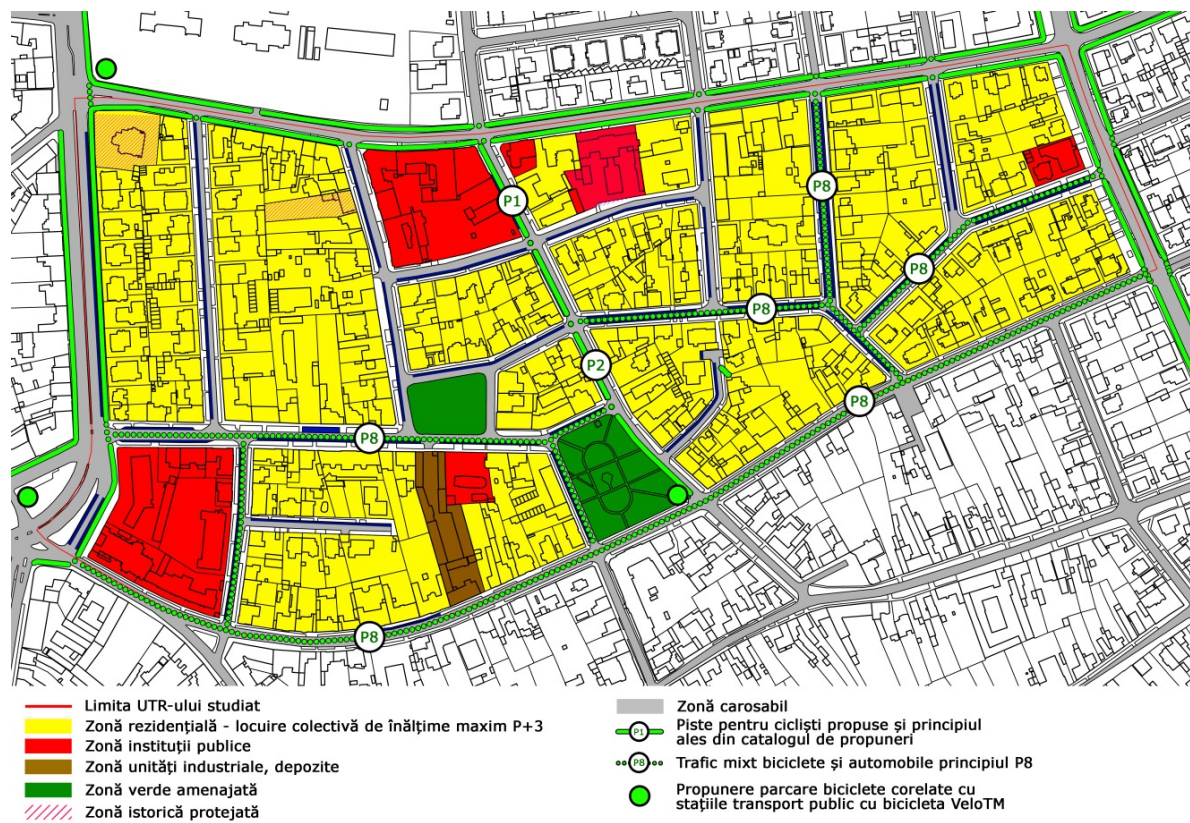 P1
P8
P8
P8
P2
P8
P8
P8
Limita UTR-ului studiat
Zonă rezidențială - locuire colectivă de înălțime maxim P+3
Zonă instituții publice
Zonă unități industriale, depozite
Zonă verde amenajată
Zonă istorică protejată
Zonă carosabil
P1
Piste pentru cicliști propuse și principiul
ales din catalogul de propuneri
P8
Trafic mixt biciclete și automobile principiul P8
Propunere parcare biciclete corelate cu
stațiile transport public cu bicicleta VeloTM